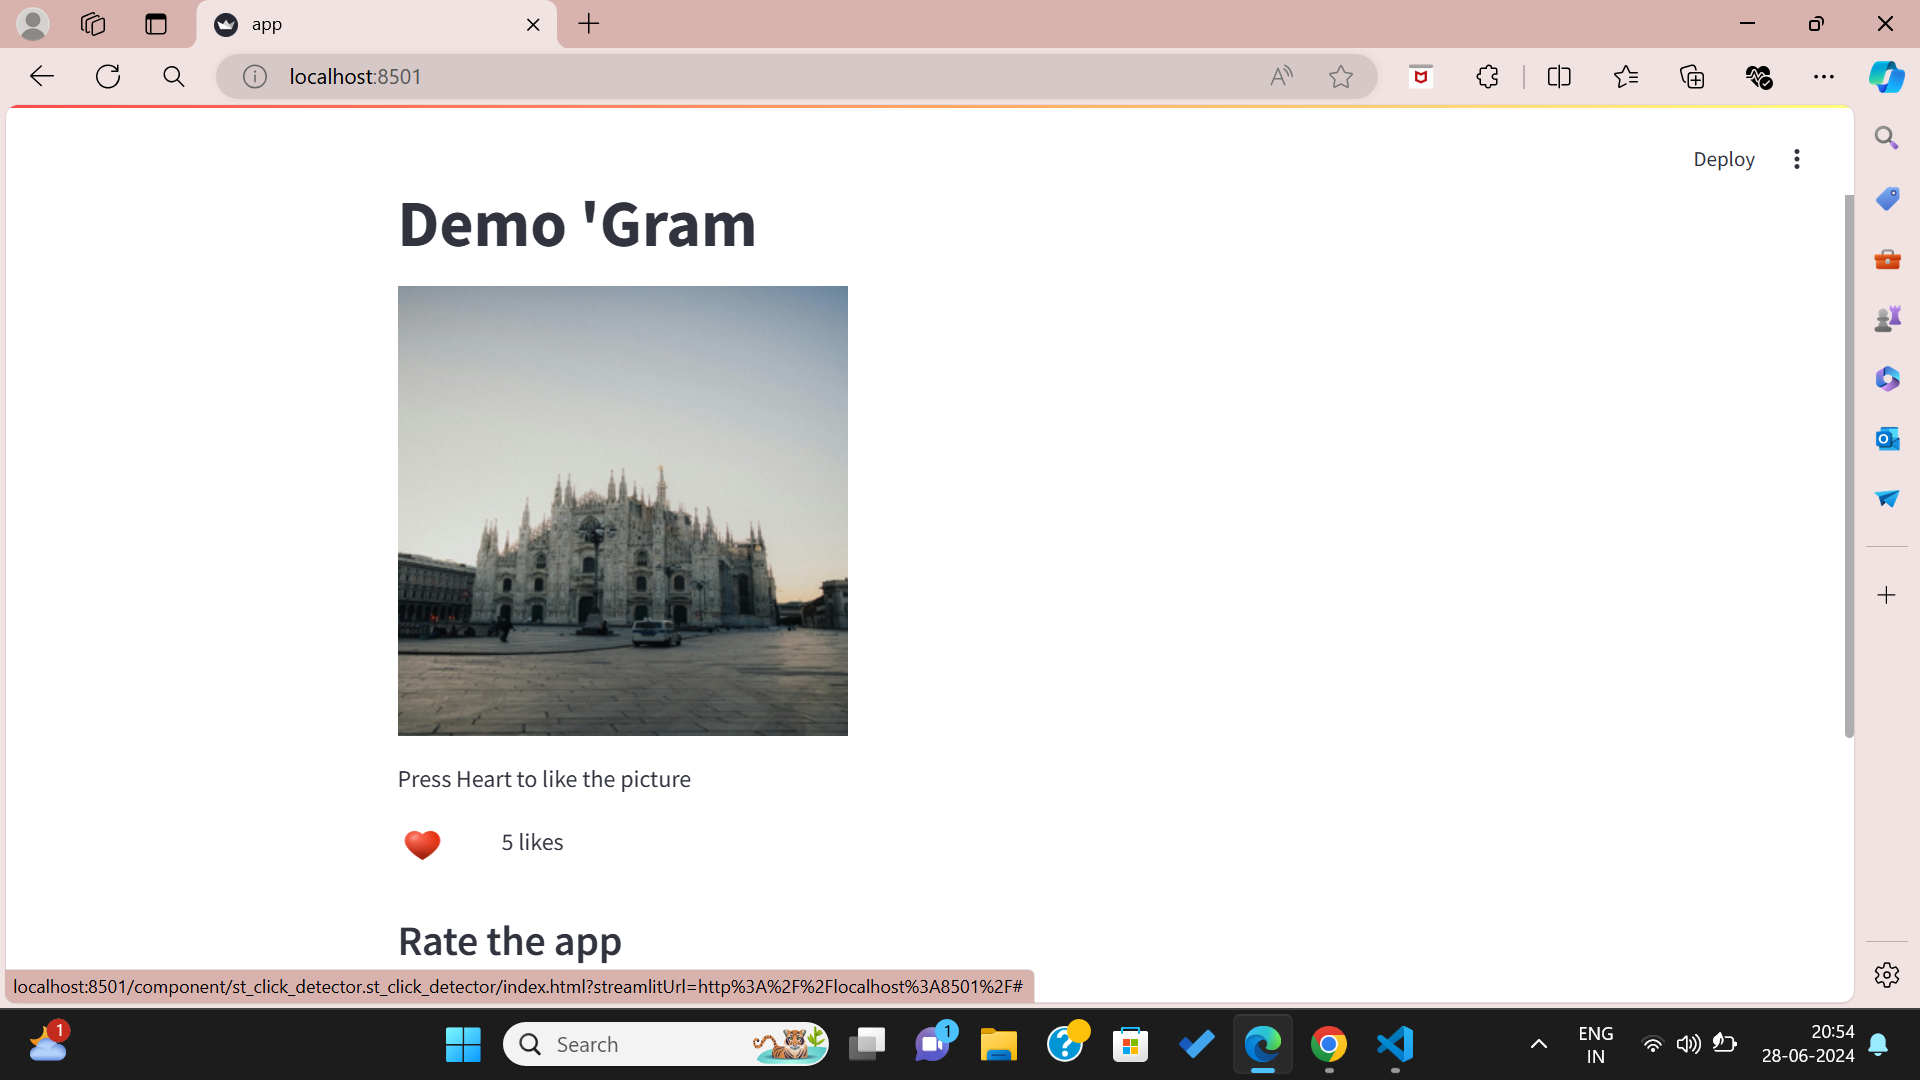 app
localhost:8501
Deploy
Demo 'Gram
Press Heart to like the picture
5 likes
Rate the app
localhost:8501/component/st_click_detector.st_click_detector/index.html?streamlitUrl=http%3A%2F%2Flocalhost%3A8501%2F#
1
Search
1
ENG
IN
20:54
28-06-2024